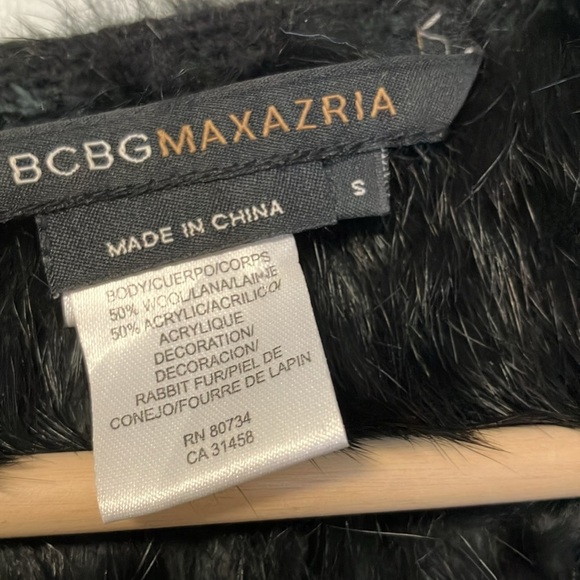 BCBGMAXAZRIA
S
MADE IN CHINA
BODY/CUERPO/CORPS
50% WOOL/LANA/LAINE
50% ACRYLIC/ACRILICO/
ACRYLIQUE
DECORATION/
DECORACION/
RABBIT FUR/PIEL DE
CONEJO/FOURRE DE LAPIN
RN 80734
CA 31458